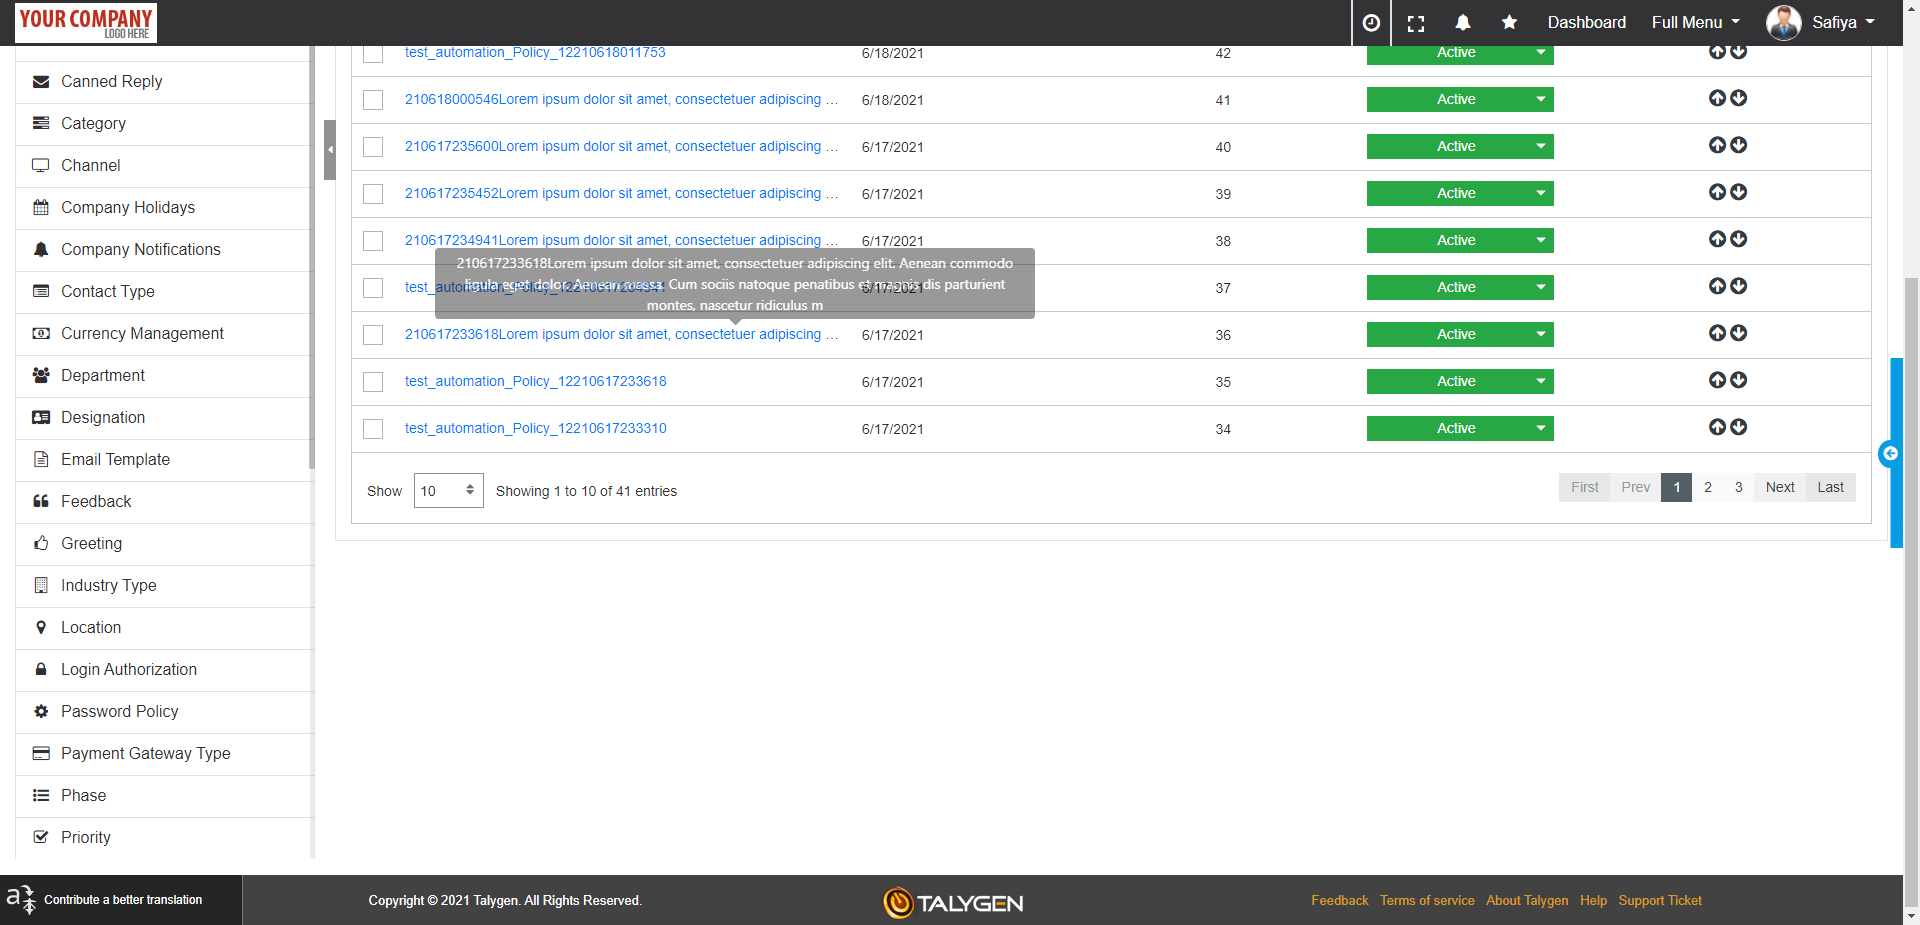 YOUR COMPANY
LOGO HERE
Dashboard
Full Menu
Safiya
Canned Reply
Category
Channel
Company Holidays
Company Notifications
Contact Type
Currency Management
Department
Designation
Email Template
Feedback
Greeting
Industry Type
Location
Login Authorization
Password Policy
Payment Gateway Type
Phase
Priority
test_automation_Policy_12210618011753 6/18/2021 42 Active
210618000546Lorem ipsum dolor sit amet, consectetuer adipiscing ... 6/18/2021 41 Active
210617235600Lorem ipsum dolor sit amet, consectetuer adipiscing ... 6/17/2021 40 Active
210617235452Lorem ipsum dolor sit amet, consectetuer adipiscing ... 6/17/2021 39 Active
210617234941Lorem ipsum dolor sit amet, consectetuer adipiscing ... 6/17/2021 38 Active
210617233618Lorem ipsum dolor sit amet, consectetuer adipiscing elit. Aenean commodo
ligula eget dolor. Aenean massa. Cum sociis natoque penatibus et magnis dis parturient
montes, nascetur ridiculus m
test_automation_Policy_12210617234941 6/17/2021 37 Active
210617233618Lorem ipsum dolor sit amet, consectetuer adipiscing ... 6/17/2021 36 Active
test_automation_Policy_12210617233618 6/17/2021 35 Active
test_automation_Policy_12210617233310 6/17/2021 34 Active
Show 10 Showing 1 to 10 of 41 entries
First Prev 1 2 3 Next Last
Contribute a better translation
Copyright © 2021 Talygen. All Rights Reserved.
TALYGEN
Feedback Terms of service About Talygen Help Support Ticket